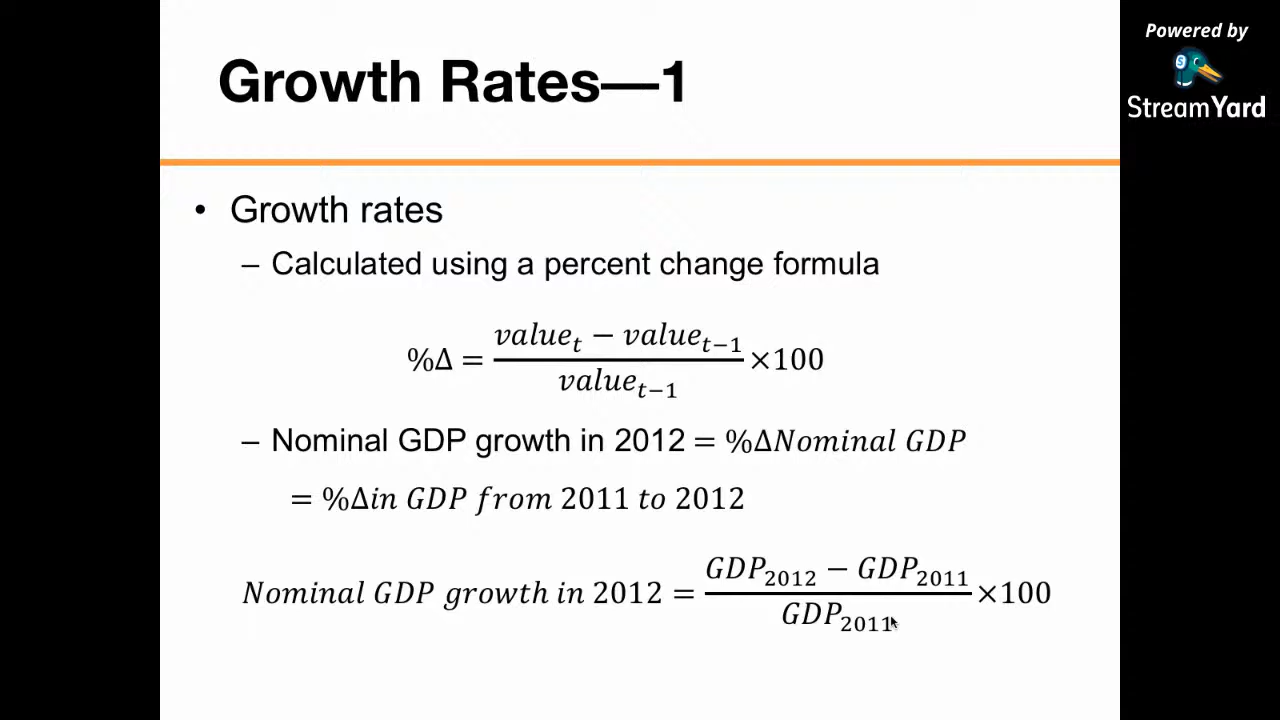 Growth Rates—1
Powered by
StreamYard
• Growth rates
– Calculated using a percent change formula
%Δ = (value_t − value_{t−1}) / value_{t−1} ×100
– Nominal GDP growth in 2012 = %ΔNominal GDP
= %Δin GDP from 2011 to 2012
Nominal GDP growth in 2012 = (GDP_2012 − GDP_2011) / GDP_2011 ×100